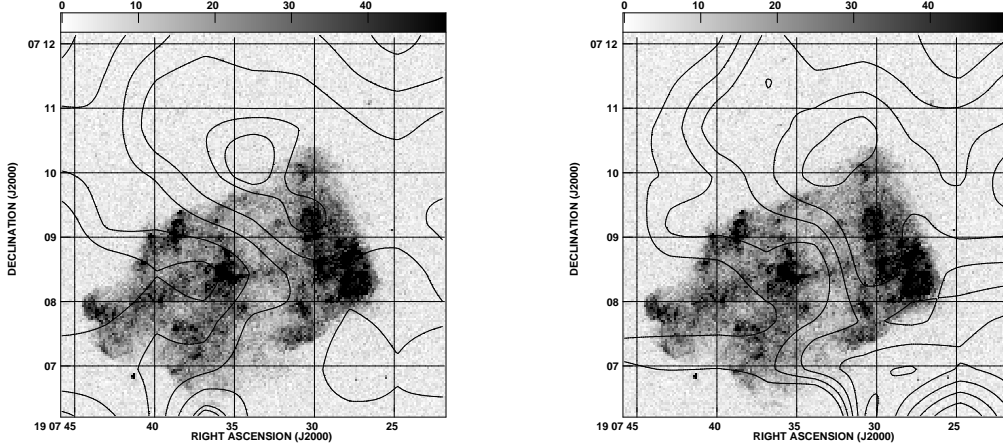 0 10 20 30 40
07 12
11
10
09
08
07
DECLINATION (J2000)
19 07 45 40 35 30 25
RIGHT ASCENSION (J2000)
0 10 20 30 40
07 12
11
10
09
08
07
DECLINATION (J2000)
19 07 45 40 35 30 25
RIGHT ASCENSION (J2000)